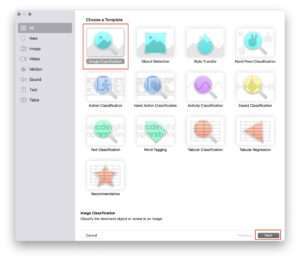 Choose a Template
All
Image
Video
Motion
Sound
Text
Table
Image Classification
Object Detection
Style Transfer
Hand Pose Classification
Action Classification
Hand Action Classification
Activity Classification
Sound Classification
Text Classification
Word Tagging
Tabular Classification
Tabular Regression
Recommendation
Image Classification
Classify the dominant object or scene in an image.
Cancel
Previous
Next